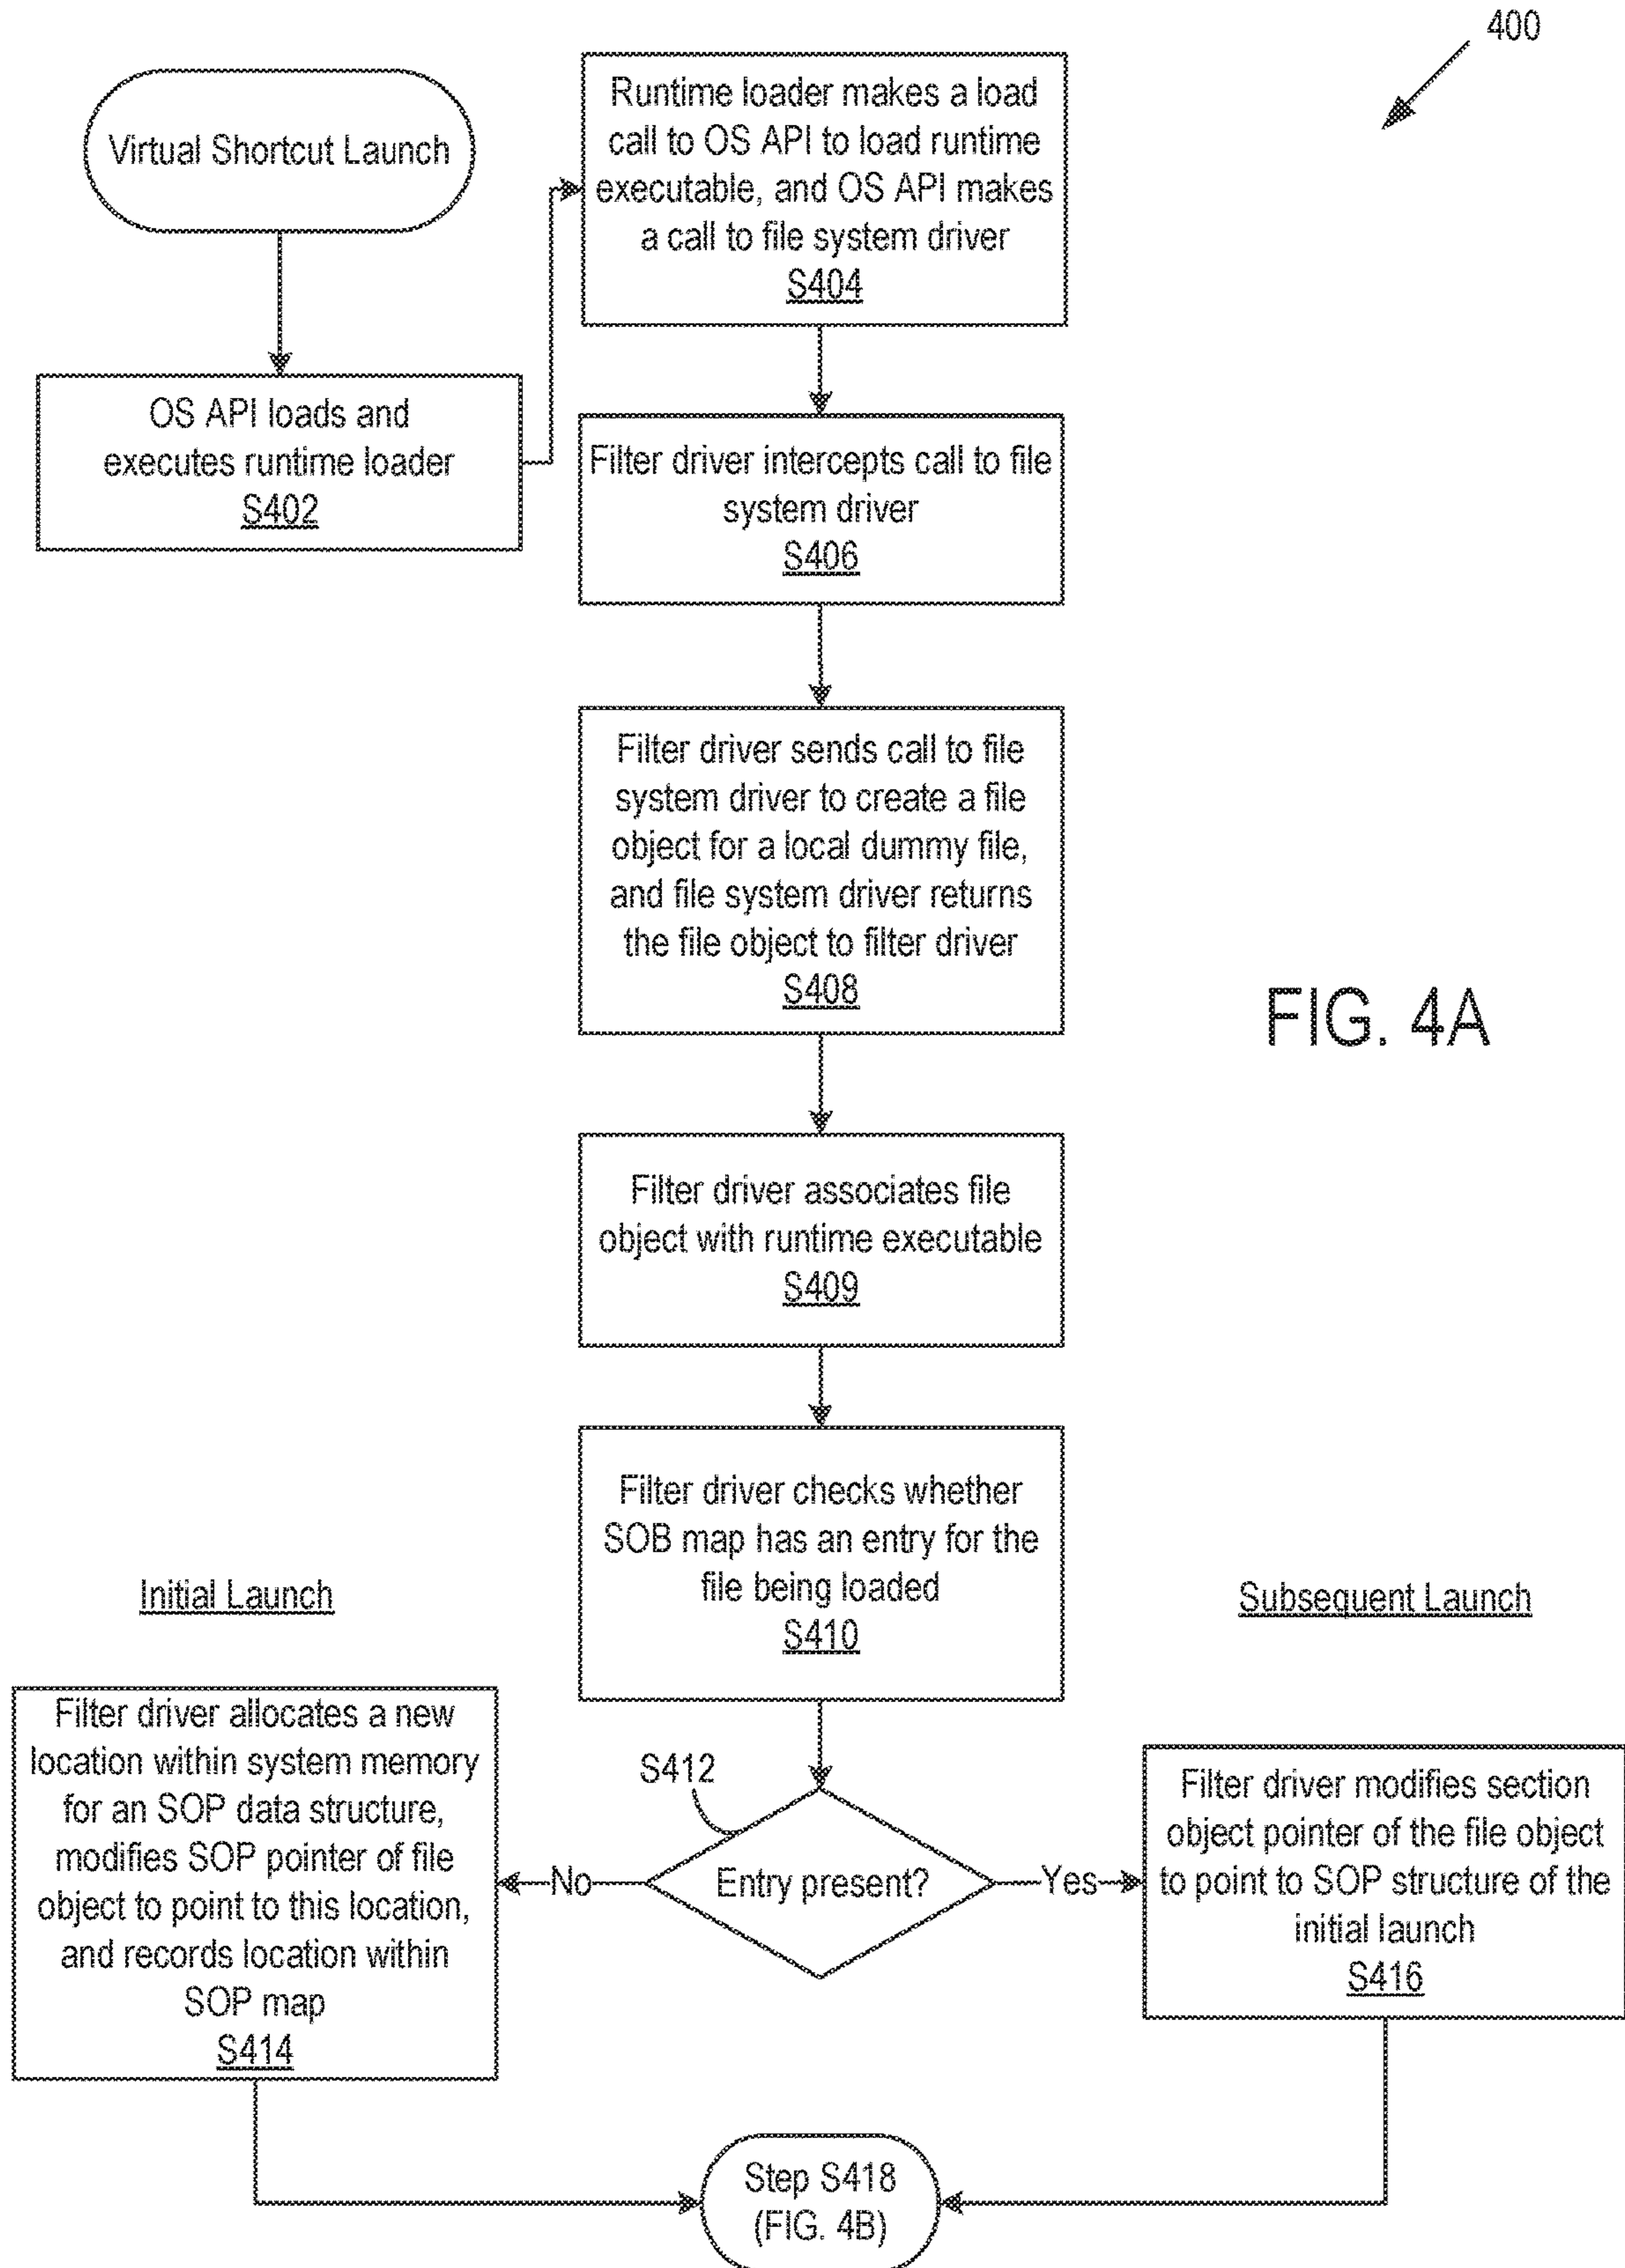 400
Virtual Shortcut Launch
OS API loads and
executes runtime loader
S402
Runtime loader makes a load
call to OS API to load runtime
executable, and OS API makes
a call to file system driver
S404
Filter driver intercepts call to file
system driver
S406
Filter driver sends call to file
system driver to create a file
object for a local dummy file,
and file system driver returns
the file object to filter driver
S408
FIG. 4A
Filter driver associates file
object with runtime executable
S409
Filter driver checks whether
SOB map has an entry for the
file being loaded
S410
Initial Launch
Subsequent Launch
S412
Entry present?
No
Yes
Filter driver allocates a new
location within system memory
for an SOP data structure,
modifies SOP pointer of file
object to point to this location,
and records location within
SOP map
S414
Filter driver modifies section
object pointer of the file object
to point to SOP structure of the
initial launch
S416
Step S418
(FIG. 4B)